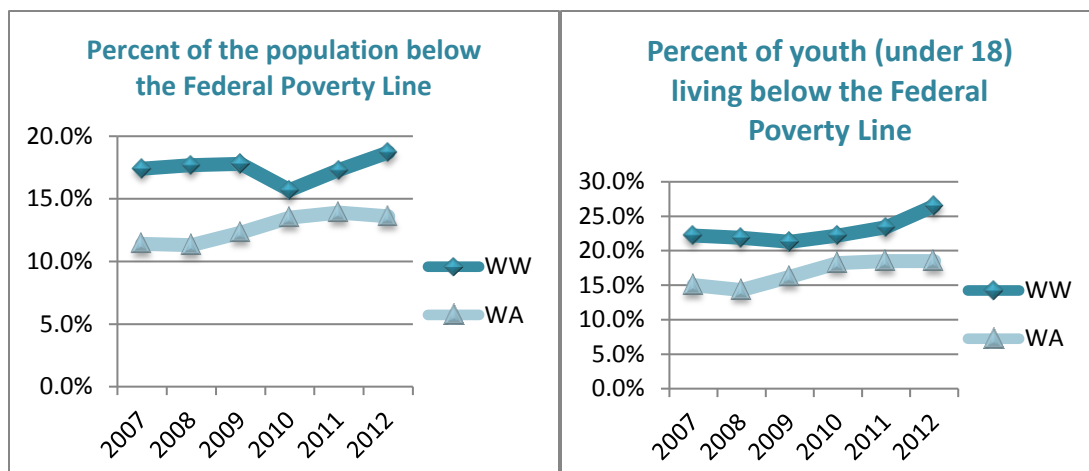 Percent of the population below
the Federal Poverty Line
20.0%
15.0%
10.0%
5.0%
0.0%
2007
2008
2009
2010
2011
2012
WW
WA
Percent of youth (under 18)
living below the Federal
Poverty Line
30.0%
25.0%
20.0%
15.0%
10.0%
5.0%
0.0%
2007
2008
2009
2010
2011
2012
WW
WA